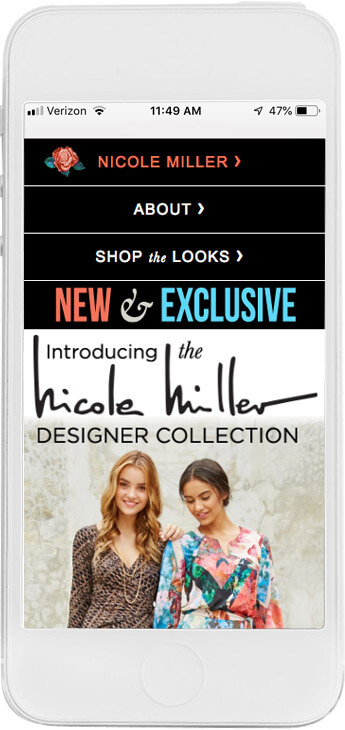 Verizon 11:49 AM 47%
NICOLE MILLER ›
ABOUT ›
SHOP the LOOKS ›
NEW & EXCLUSIVE
Introducing the
Nicole Miller
DESIGNER COLLECTION